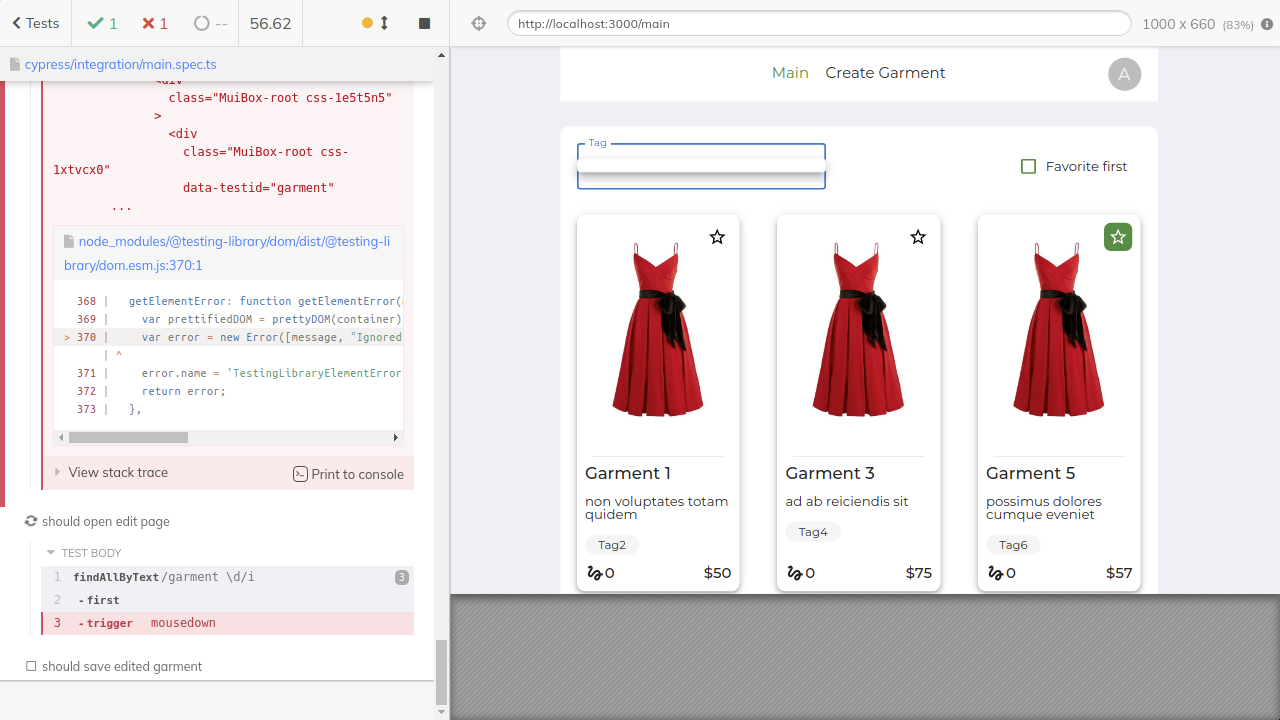 Tests
1
1
--
56.62
http://localhost:3000/main
1000 x 660 (83%)
cypress/integration/main.spec.ts
<div
class="MuiBox-root css-1e5t5n5"
>
<div
class="MuiBox-root css-
1xtvcx0"
data-testid="garment"
...
node_modules/@testing-library/dom/dist/@testing-li
brary/dom.esm.js:370:1
368 | getElementError: function getElementError(
369 | var prettifiedDOM = prettyDOM(container)
> 370 | var error = new Error([message, "Ignored
| ^
371 | error.name = 'TestingLibraryElementError
372 | return error;
373 | },
View stack trace
Print to console
should open edit page
TEST BODY
1 findAllByText /garment \d/i 3
2 - first
3 - trigger mousedown
should save edited garment
Main Create Garment
A
Tag
Favorite first
Garment 1
non voluptates totam
quidem
Tag2
0 $50
Garment 3
ad ab reiciendis sit
Tag4
0 $75
Garment 5
possimus dolores
cumque eveniet
Tag6
0 $57